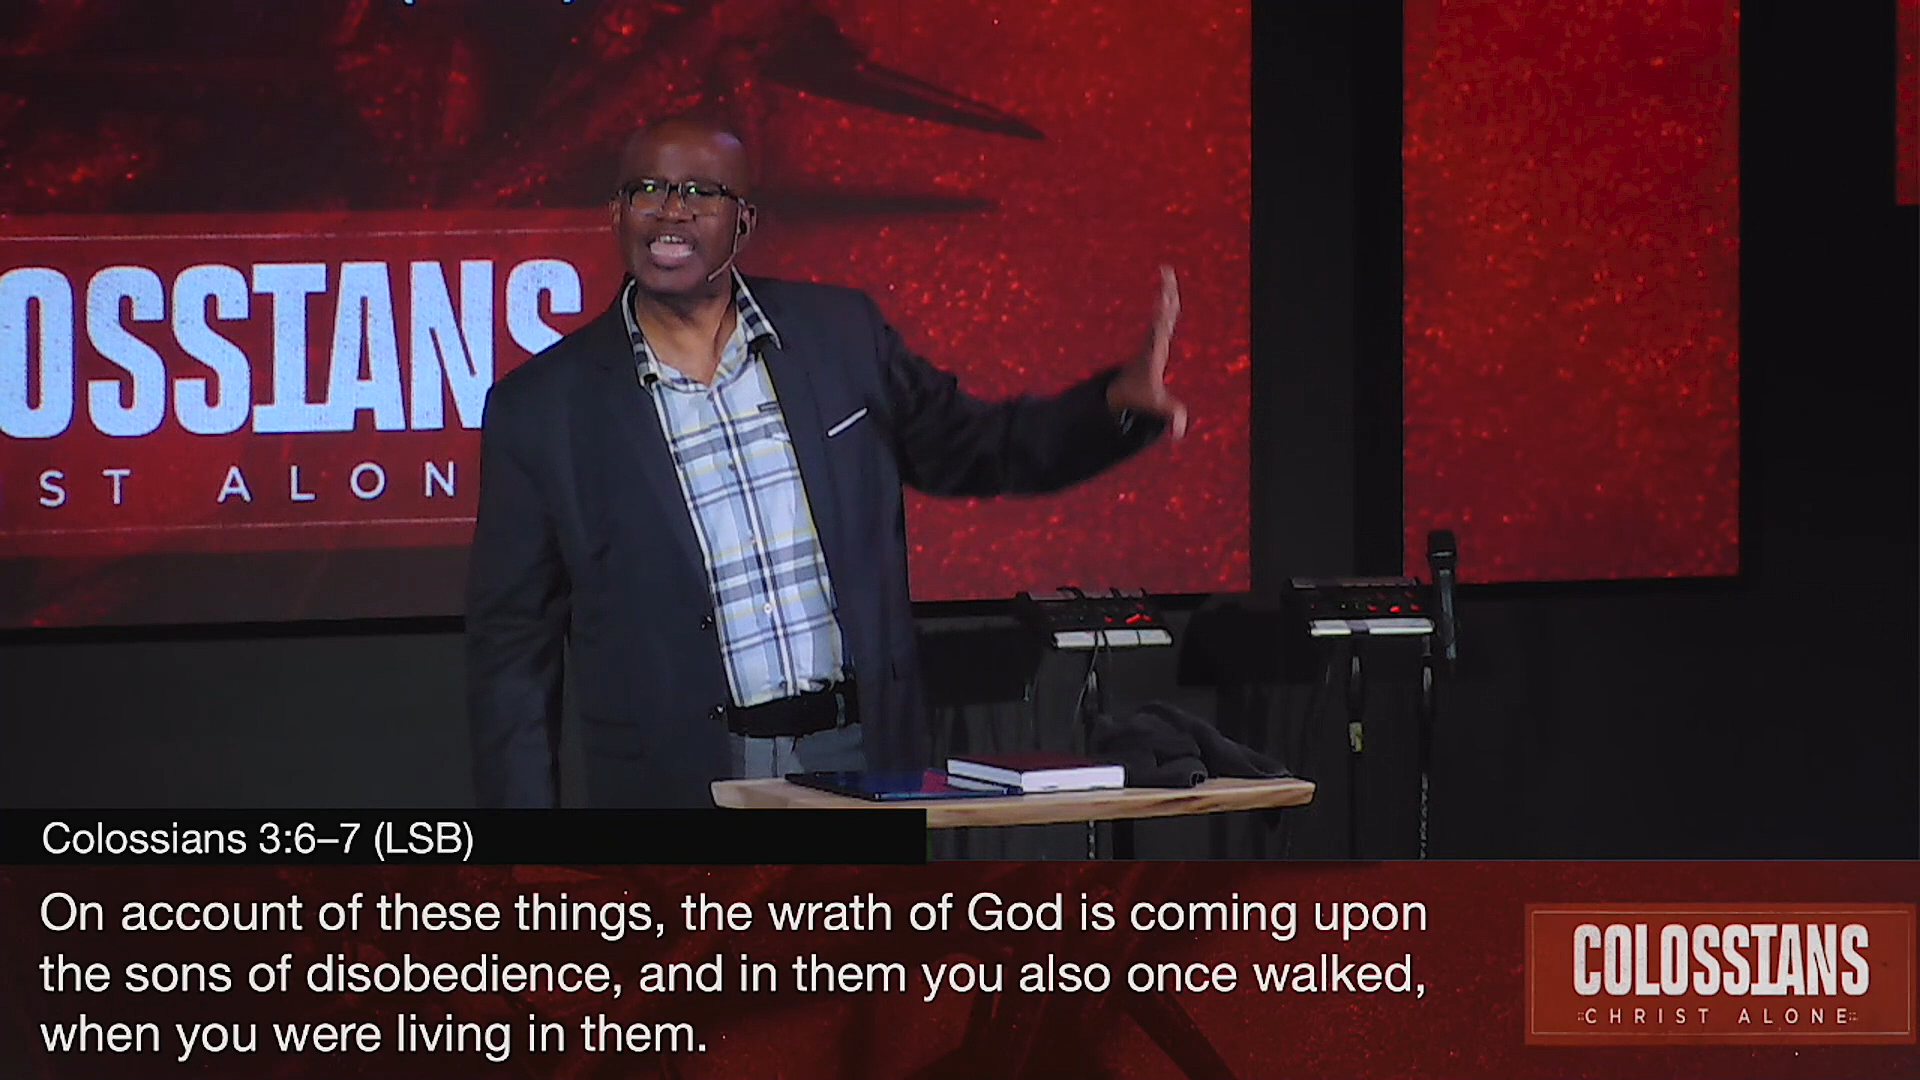 OSSIANS
ST ALON
Colossians 3:6–7 (LSB)
On account of these things, the wrath of God is coming upon
the sons of disobedience, and in them you also once walked,
when you were living in them.
COLOSSIANS
::CHRIST ALONE::